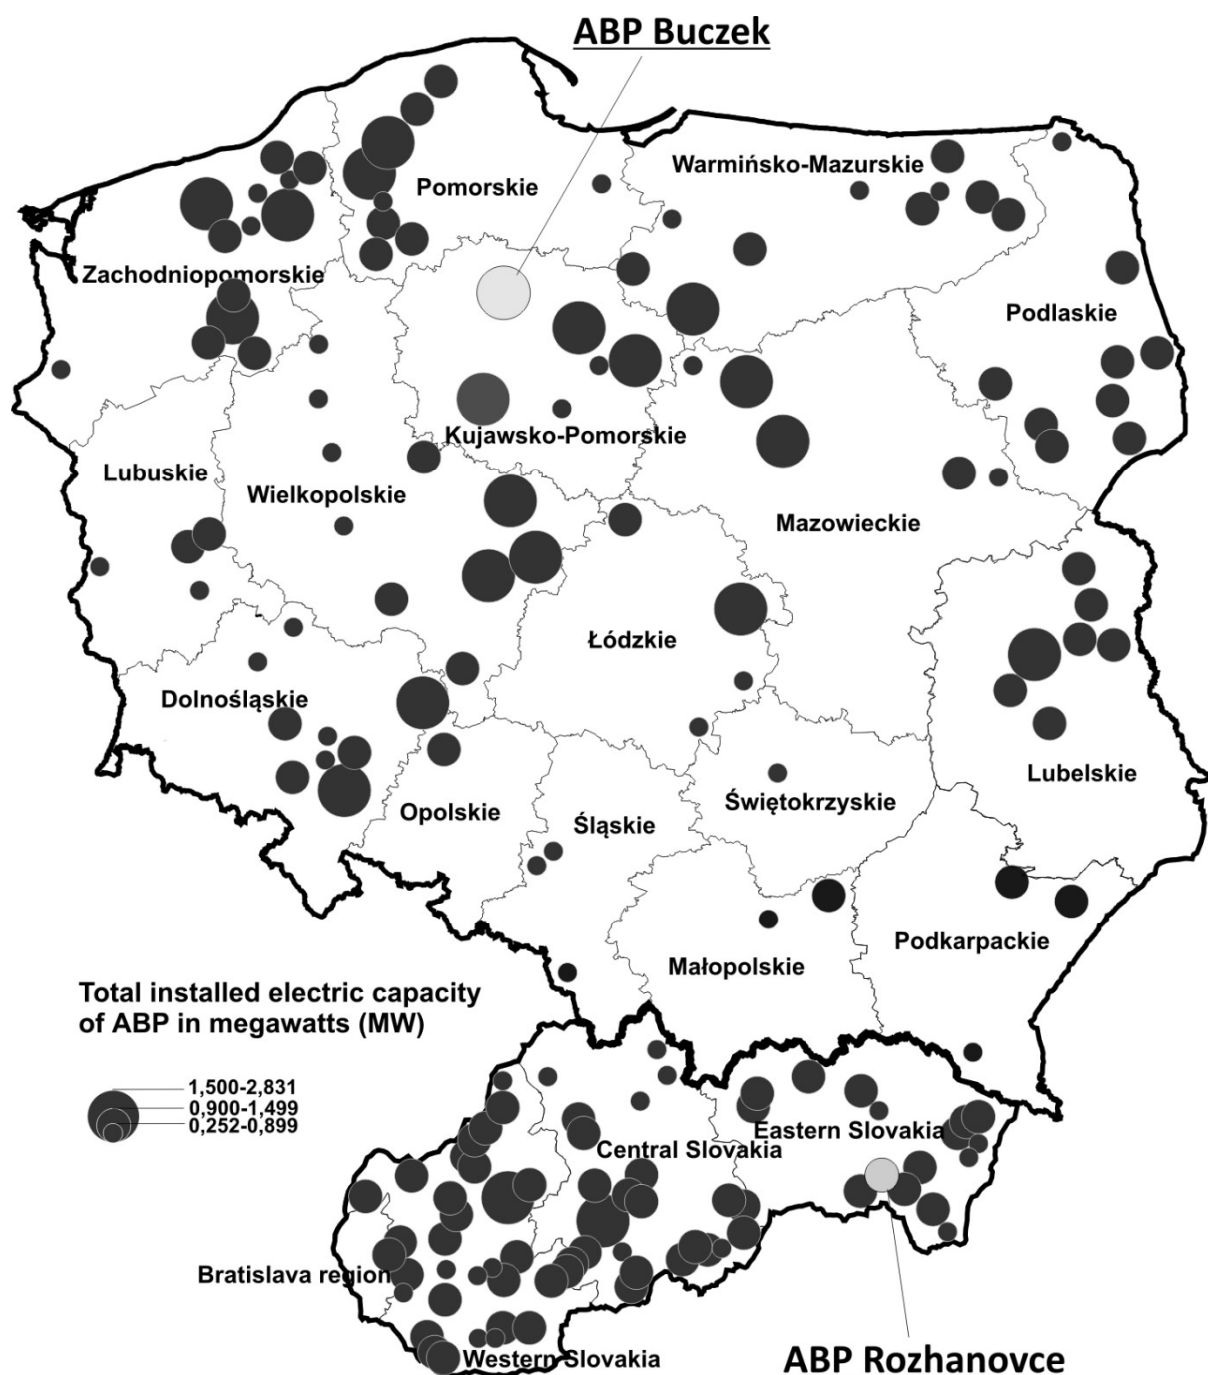 ABP Buczek
Warmińsko-Mazurskie
Pomorskie
Zachodniopomorskie
Podlaskie
Kujawsko-Pomorskie
Lubuskie
Wielkopolskie
Mazowieckie
Łódzkie
Dolnośląskie
Lubelskie
Świętokrzyskie
Opolskie
Śląskie
Podkarpackie
Małopolskie
Total installed electric capacity
of ABP in megawatts (MW)
1,500-2,831
0,900-1,499
0,252-0,899
Eastern Slovakia
Central Slovakia
Bratislava region
Western Slovakia
ABP Rozhanovce